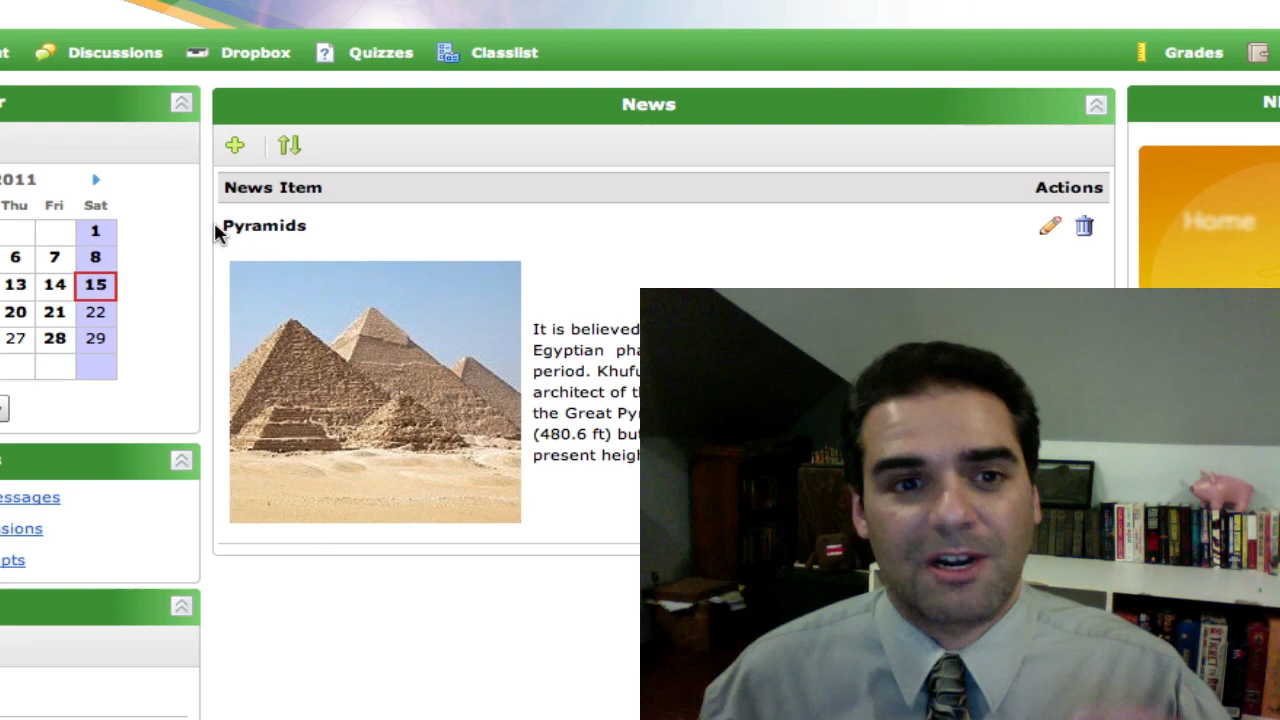 Discussions Dropbox Quizzes Classlist Grades
News
2011
News Item Actions
Thu Fri Sat
Pyramids
1
6 7 8
13 14 15
20 21 22
27 28 29
Home
It is believed
Egyptian pha
period. Khufu
architect of t
the Great Py
(480.6 ft) bu
present heig
essages
sions
pts